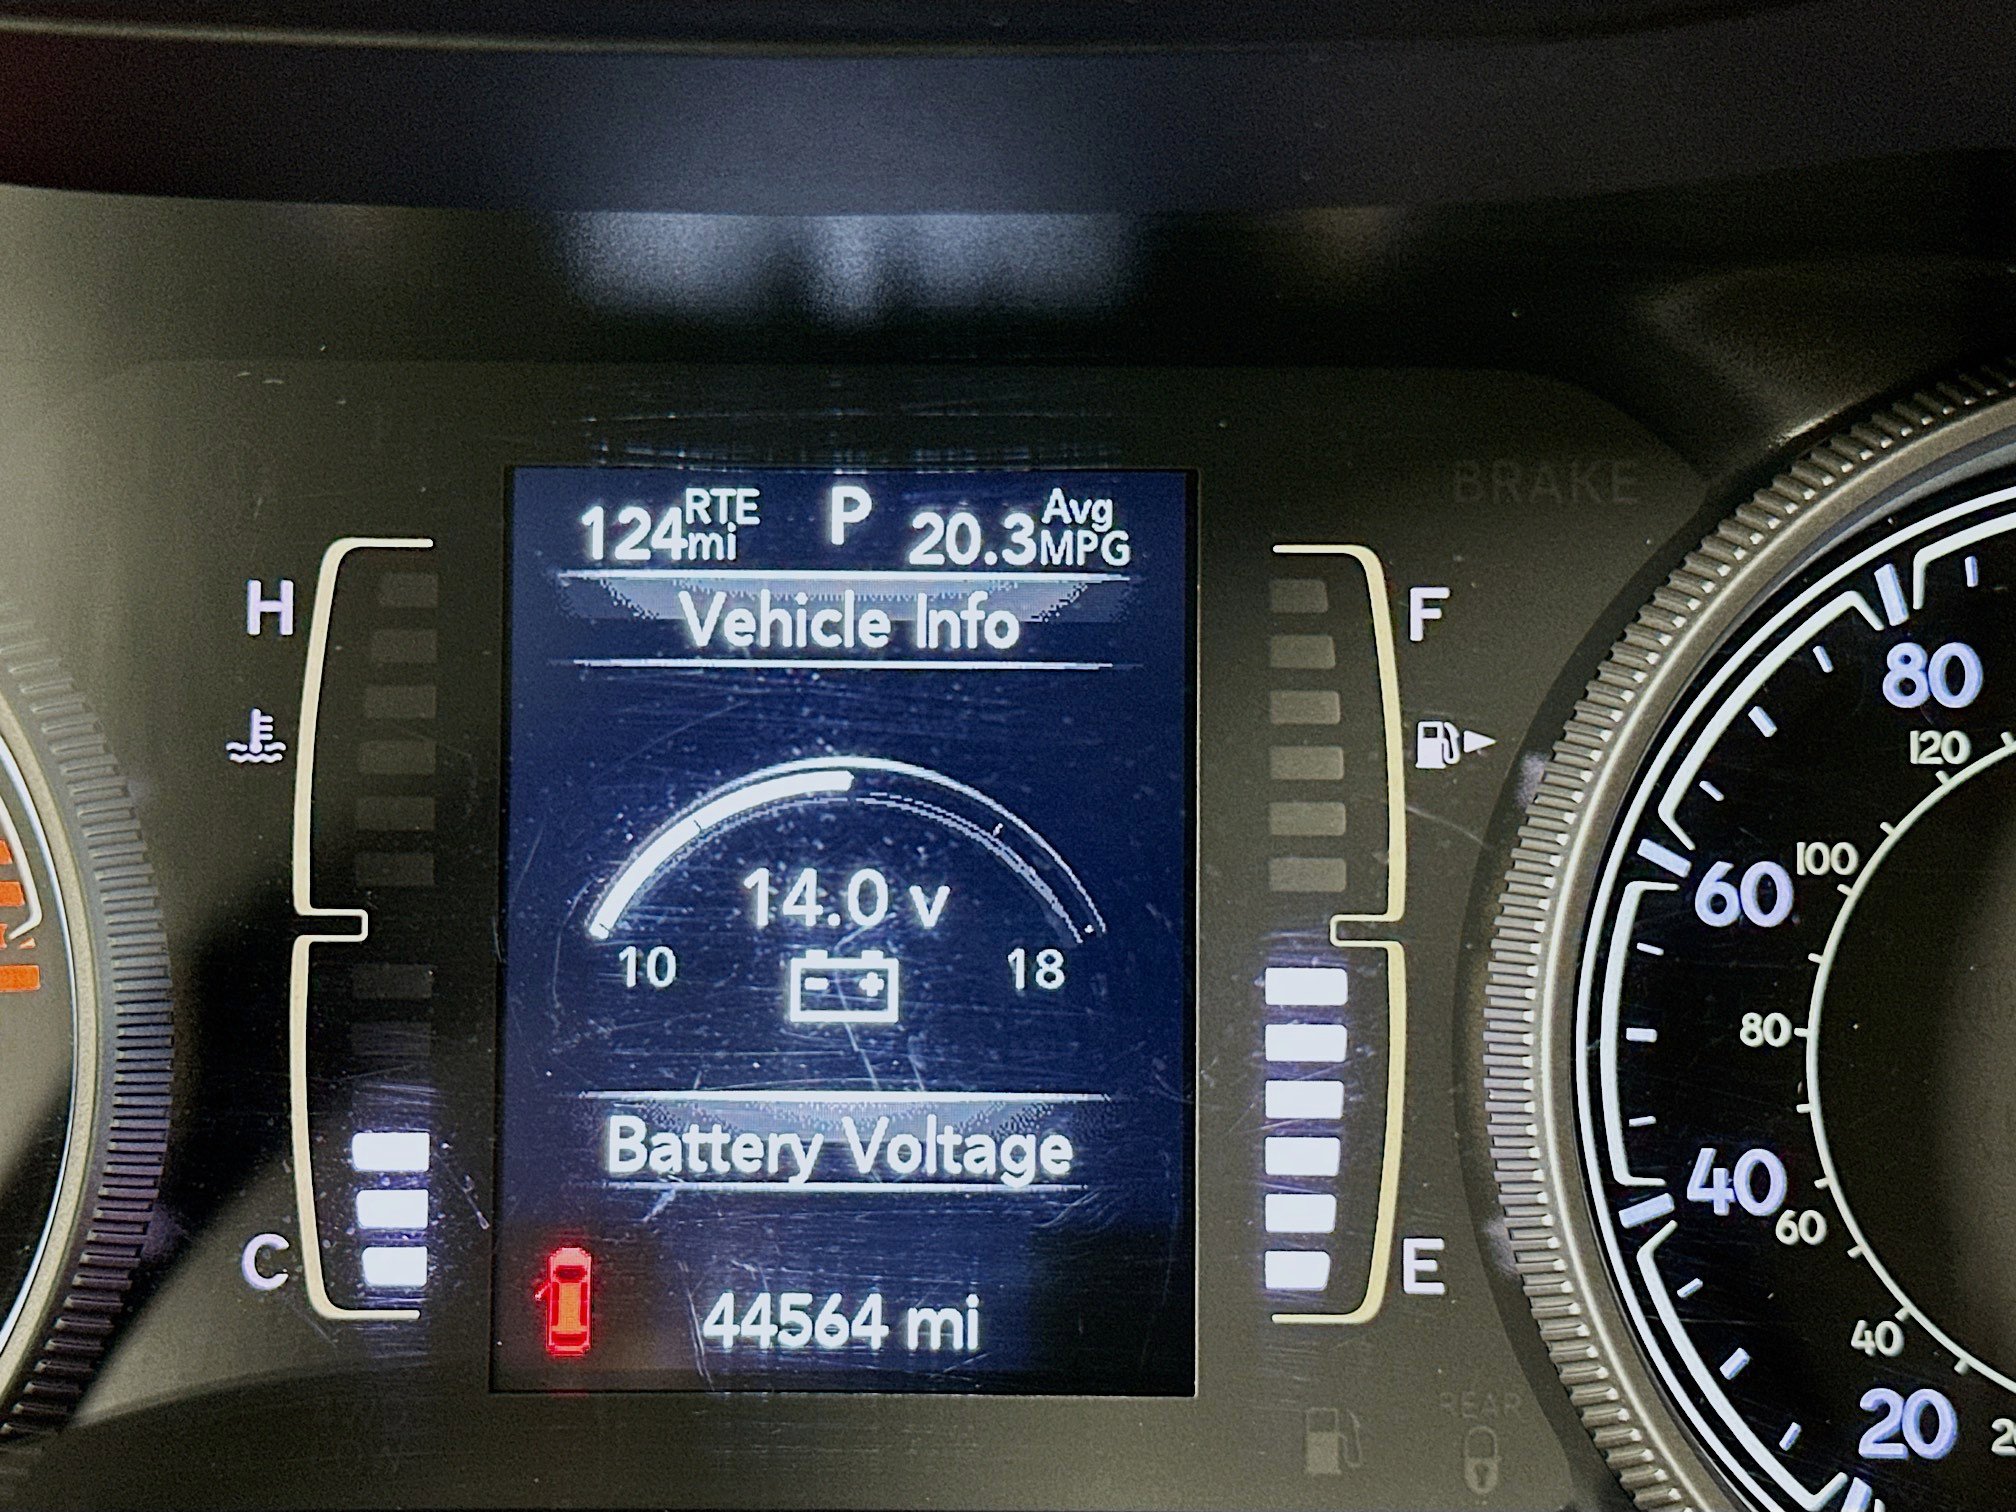 124 RTE mi P 20.3 Avg MPG
Vehicle Info
14.0 v
10 18
- +
Battery Voltage
44564 mi
H
C
F
E
BRAKE
REAR
80
60
40
20
120
100
80
60
40